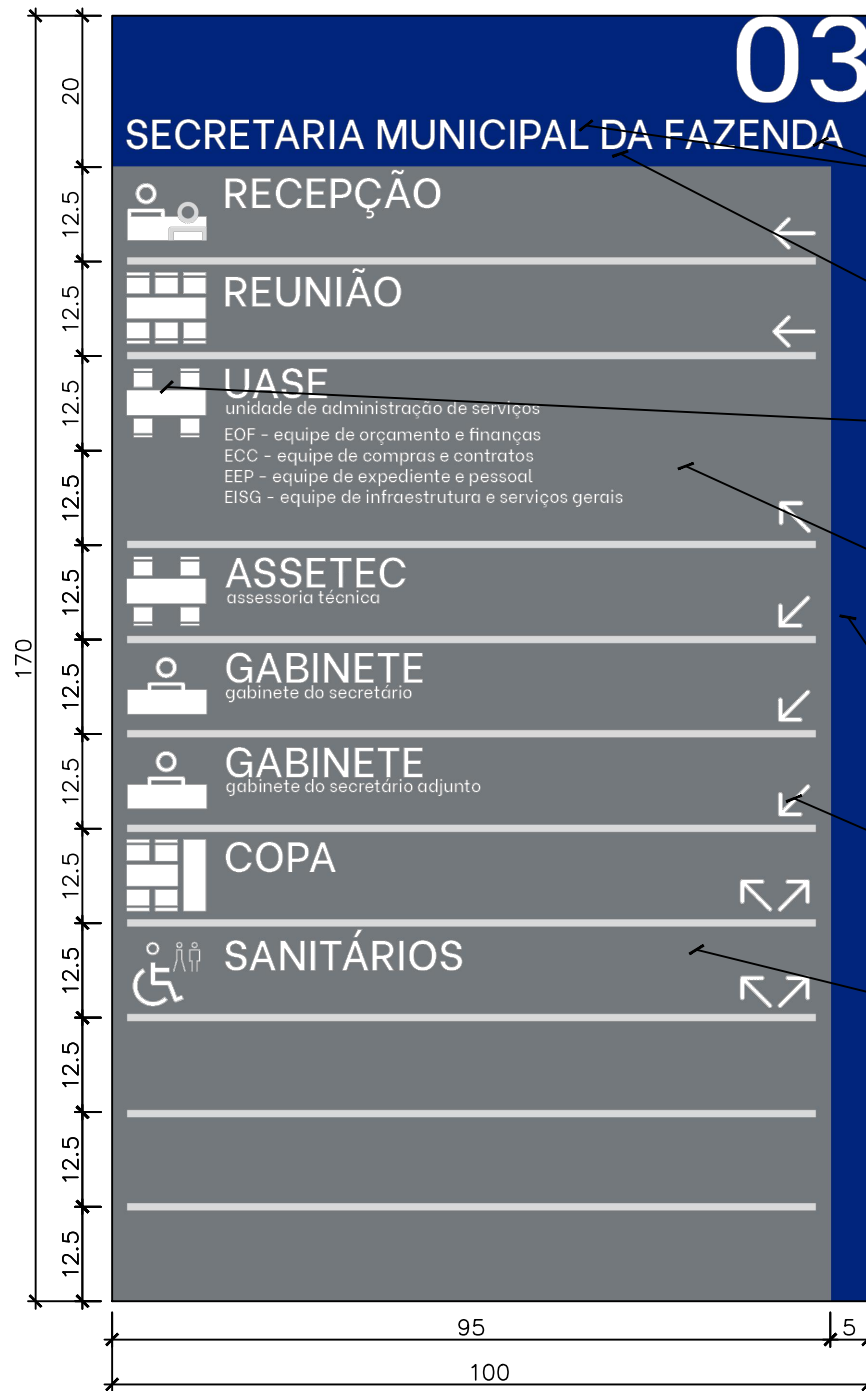 03
SECRETARIA MUNICIPAL DA FAZENDA
RECEPÇÃO
REUNIÃO
UASE
unidade de administração de serviços
EOF - equipe de orçamento e finanças
ECC - equipe de compras e contratos
EEP - equipe de expediente e pessoal
EISG - equipe de infraestrutura e serviços gerais
ASSETEC
assessoria técnica
GABINETE
gabinete do secretário
GABINETE
gabinete do secretário adjunto
COPA
SANITÁRIOS
170
20
12.5
12.5
12.5
12.5
12.5
12.5
12.5
12.5
12.5
12.5
12.5
12.5
95
5
100